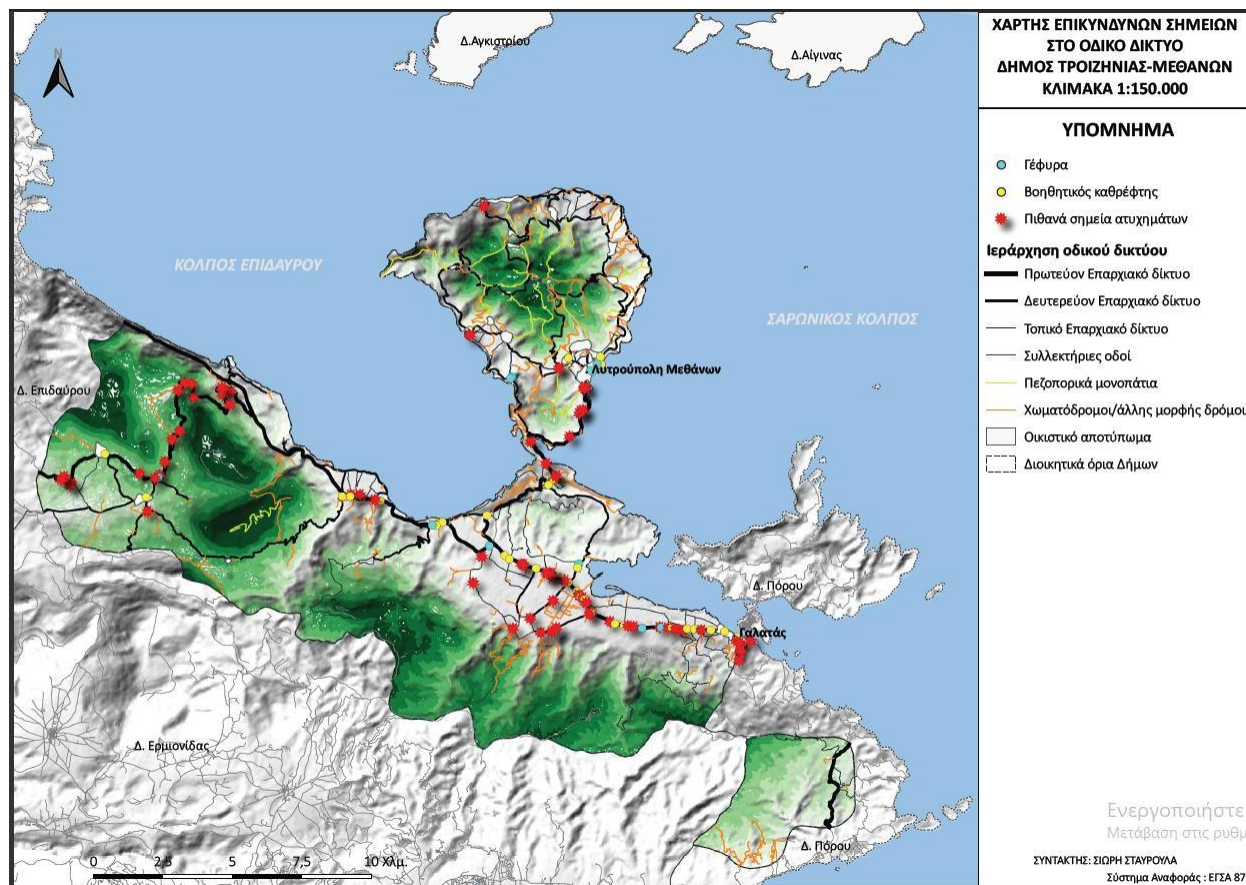 ΧΑΡΤΗΣ ΕΠΙΚΥΝΔΥΝΩΝ ΣΗΜΕΙΩΝ
ΣΤΟ ΟΔΙΚΟ ΔΙΚΤΥΟ
ΔΗΜΟΣ ΤΡΟΙΖΗΝΙΑΣ-ΜΕΘΑΝΩΝ
ΚΛΙΜΑΚΑ 1:150.000
ΥΠΟΜΝΗΜΑ
Γέφυρα
Βοηθητικός καθρέφτης
Πιθανά σημεία ατυχημάτων
Ιεράρχηση οδικού δικτύου
Πρωτεύον Επαρχιακό δίκτυο
Δευτερεύον Επαρχιακό δίκτυο
Τοπικό Επαρχιακό δίκτυο
Συλλεκτήριες οδοί
Πεζοπορικά μονοπάτια
Χωματόδρομοι/άλλης μορφής δρόμοι
Οικιστικό αποτύπωμα
Διοικητικά όρια Δήμων
N
Δ.Αγκιστρίου
Δ.Αίγινας
ΚΟΛΠΟΣ ΕΠΙΔΑΥΡΟΥ
ΣΑΡΩΝΙΚΟΣ ΚΟΛΠΟΣ
Λυτρούπολη Μεθάνων
Δ. Επιδαύρου
Δ. Πόρου
Γαλατάς
Δ. Ερμιονίδας
Δ. Πόρου
0 2,5 5 7,5 10 Χλμ.
Ενεργοποιήστε
Μετάβαση στις ρυθμ
ΣΥΝΤΑΚΤΗΣ: ΣΙΩΡΗ ΣΤΑΥΡΟΥΛΑ
Σύστημα Αναφοράς : ΕΓΣΑ 87